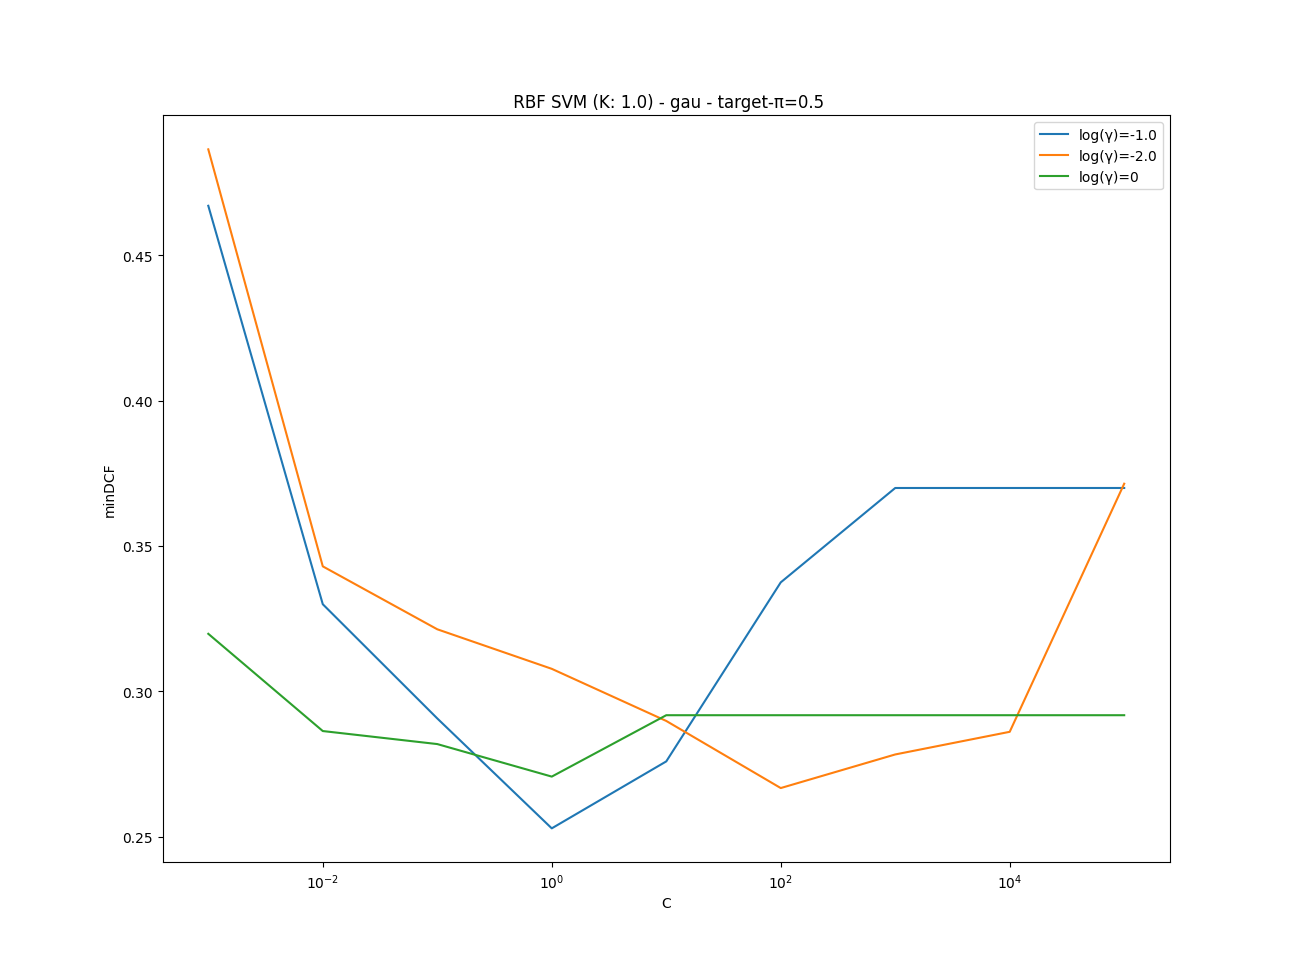 RBF SVM (K: 1.0) - gau - target-π=0.5
log(γ)=-1.0
log(γ)=-2.0
log(γ)=0
0.45
0.40
0.35
0.30
0.25
minDCF
10⁻² 10⁰ 10² 10⁴
C